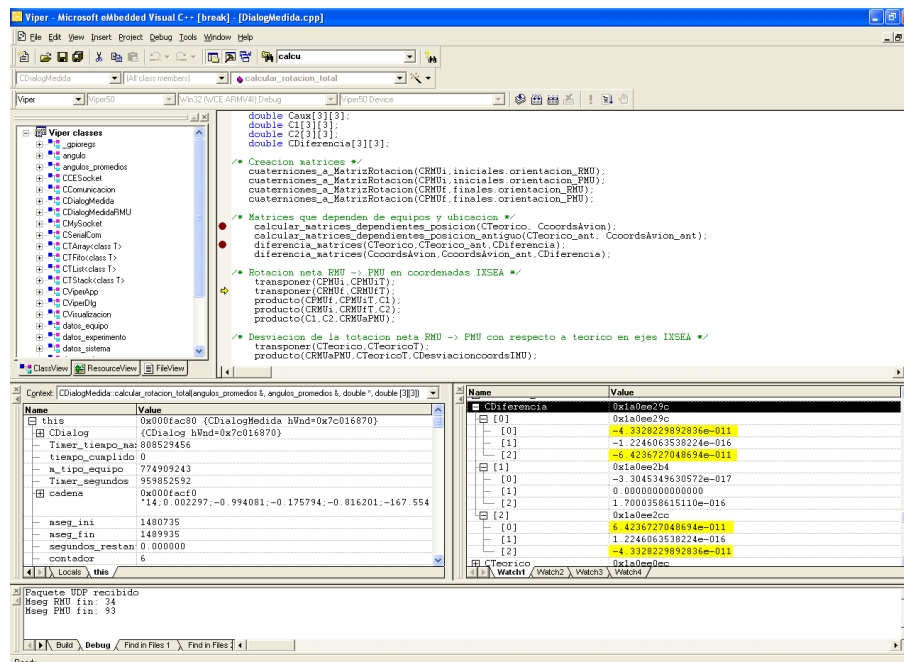 Viper - Microsoft eMbedded Visual C++ [break] - [DialogMedida.cpp]
File Edit View Insert Project Debug Tools Window Help
calcu
CDialogMedida
(All class members)
calcular_rotacion_total
Viper
Viper50
Win32 (WCE ARMV4I) Debug
Viper50 Device
Viper classes
_gpioregs
angulo
angulos_promedios
CCESocket
CComunicacion
CDialogMedida
CDialogMedidaRMU
CMySocket
CSerialCom
CTArray<class T>
CTFifo<class T>
CTList<class T>
CTStack<class T>
CViperApp
CViperDlg
CVisualizacion
datos_equipo
datos_experimento
datos_sistema
ClassView
ResourceView
FileView
double Caux[3][3];
double C1[3][3];
double C2[3][3];
double CDiferencia[3][3];
/* Creacion matrices */
cuaterniones_a_MatrizRotacion(CRMUi,iniciales.orientacion_RMU);
cuaterniones_a_MatrizRotacion(CPMUi,iniciales.orientacion_PMU);
cuaterniones_a_MatrizRotacion(CRMUf,finales.orientacion_RMU);
cuaterniones_a_MatrizRotacion(CPMUf,finales.orientacion_PMU);
/* Matrices que dependen de equipos y ubicacion */
calcular_matrices_dependientes_posicion(CTeorico, CcoordsAvion);
calcular_matrices_dependientes_posicion_antiguo(CTeorico_ant, CcoordsAvion_ant);
diferencia_matrices(CTeorico,CTeorico_ant,CDiferencia);
diferencia_matrices(CcoordsAvion,CcoordsAvion_ant,CDiferencia);
/* Rotacion neta RMU -> PMU en coordenadas IXSEA */
transponer(CPMUi,CPMUiT);
transponer(CRMUf,CRMUfT);
producto(CPMUf,CPMUiT,C1);
producto(CRMUi,CRMUfT,C2);
producto(C1,C2,CRMUaPMU);
/* Desviacion de la totacion neta RMU -> PMU con respecto a teorico en ejes IXSEA */
transponer(CTeorico,CTeoricoT);
producto(CRMUaPMU,CTeoricoT,CDesviacioncoordsIMU);
Context: CDialogMedida::calcular_rotacion_total(angulos_promedios &, angulos_promedios &, double *, double [3][3])
Name Value
this 0x000fac80 {CDialogMedida hWnd=0x7c016870}
CDialog {CDialog hWnd=0x7c016870}
Timer_tiempo_ma: 808529456
tiempo_cumplido 0
m_tipo_equipo 774909243
Timer_segundos 959852592
cadena 0x000facf0
"14;0.002297;-0.994081;-0.175794;-0.816201;-167.554
mseg_ini 1480735
mseg_fin 1489935
segundos_restan: 0.000000
contador 6
Locals
this
Name Value
CDiferencia 0x1a0ee29c
[0] 0x1a0ee29c
[0] -4.3328229892836e-011
[1] -1.2246063538224e-016
[2] -6.4236727048694e-011
[1] 0x1a0ee2b4
[0] -3.3045349630572e-017
[1] 0.00000000000000
[2] 1.7000358615110e-016
[2] 0x1a0ee2cc
[0] 6.4236727048694e-011
[1] 1.2246063538224e-016
[2] -4.3328229892836e-011
CTeorico 0x1a0ee0ec
Watch1
Watch2
Watch3
Watch4
Paquete UDP recibido
Mseg RMU fin: 34
Mseg PMU fin: 93
Build
Debug
Find in Files 1
Find in Files
Ready